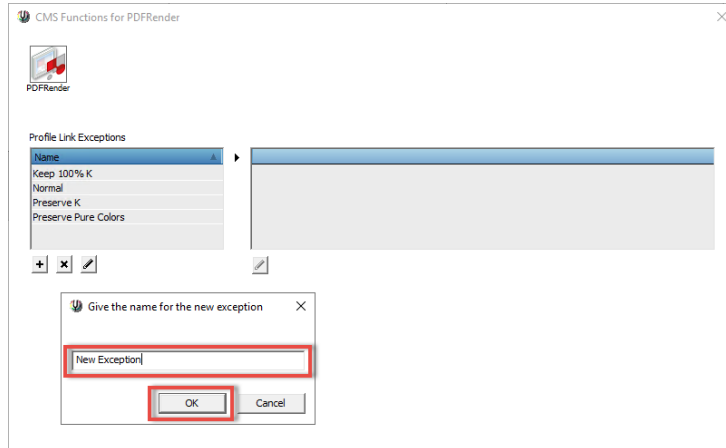 CMS Functions for PDFRender
PDFRender
Profile Link Exceptions
Name
Keep 100% K
Normal
Preserve K
Preserve Pure Colors
Give the name for the new exception
New Exception
OK Cancel